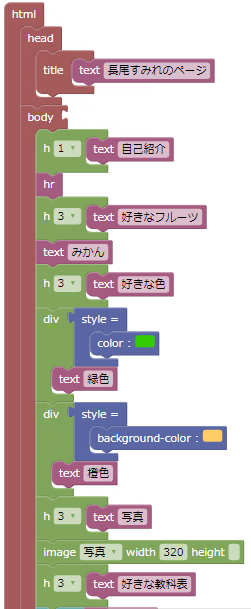 html
head
title text 長尾すみれのページ
body
h 1 text 自己紹介
hr
h 3 text 好きなフルーツ
text みかん
h 3 text 好きな色
div style =
color :
text 緑色
div style =
background-color :
text 橙色
h 3 text 写真
image 写真 width 320 height
h 3 text 好きな教科表